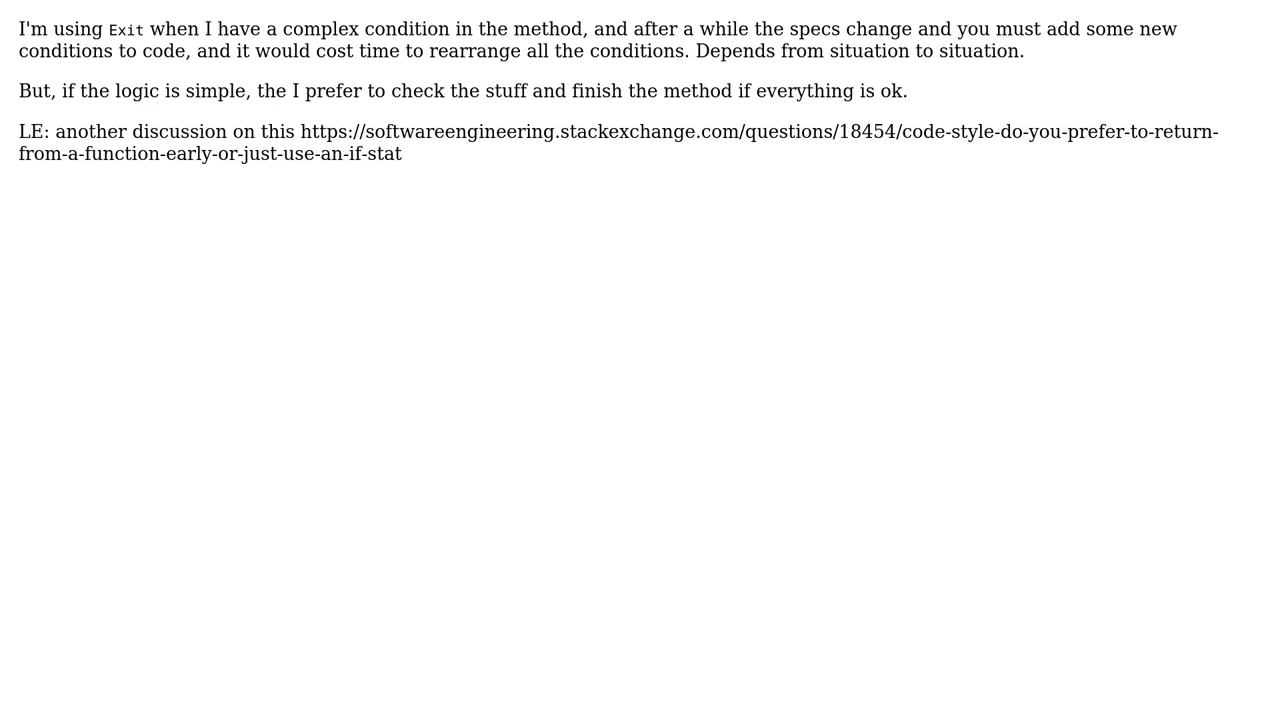 I'm using Exit when I have a complex condition in the method, and after a while the specs change and you must add some new
conditions to code, and it would cost time to rearrange all the conditions. Depends from situation to situation.
But, if the logic is simple, the I prefer to check the stuff and finish the method if everything is ok.
LE: another discussion on this https://softwareengineering.stackexchange.com/questions/18454/code-style-do-you-prefer-to-return-
from-a-function-early-or-just-use-an-if-stat